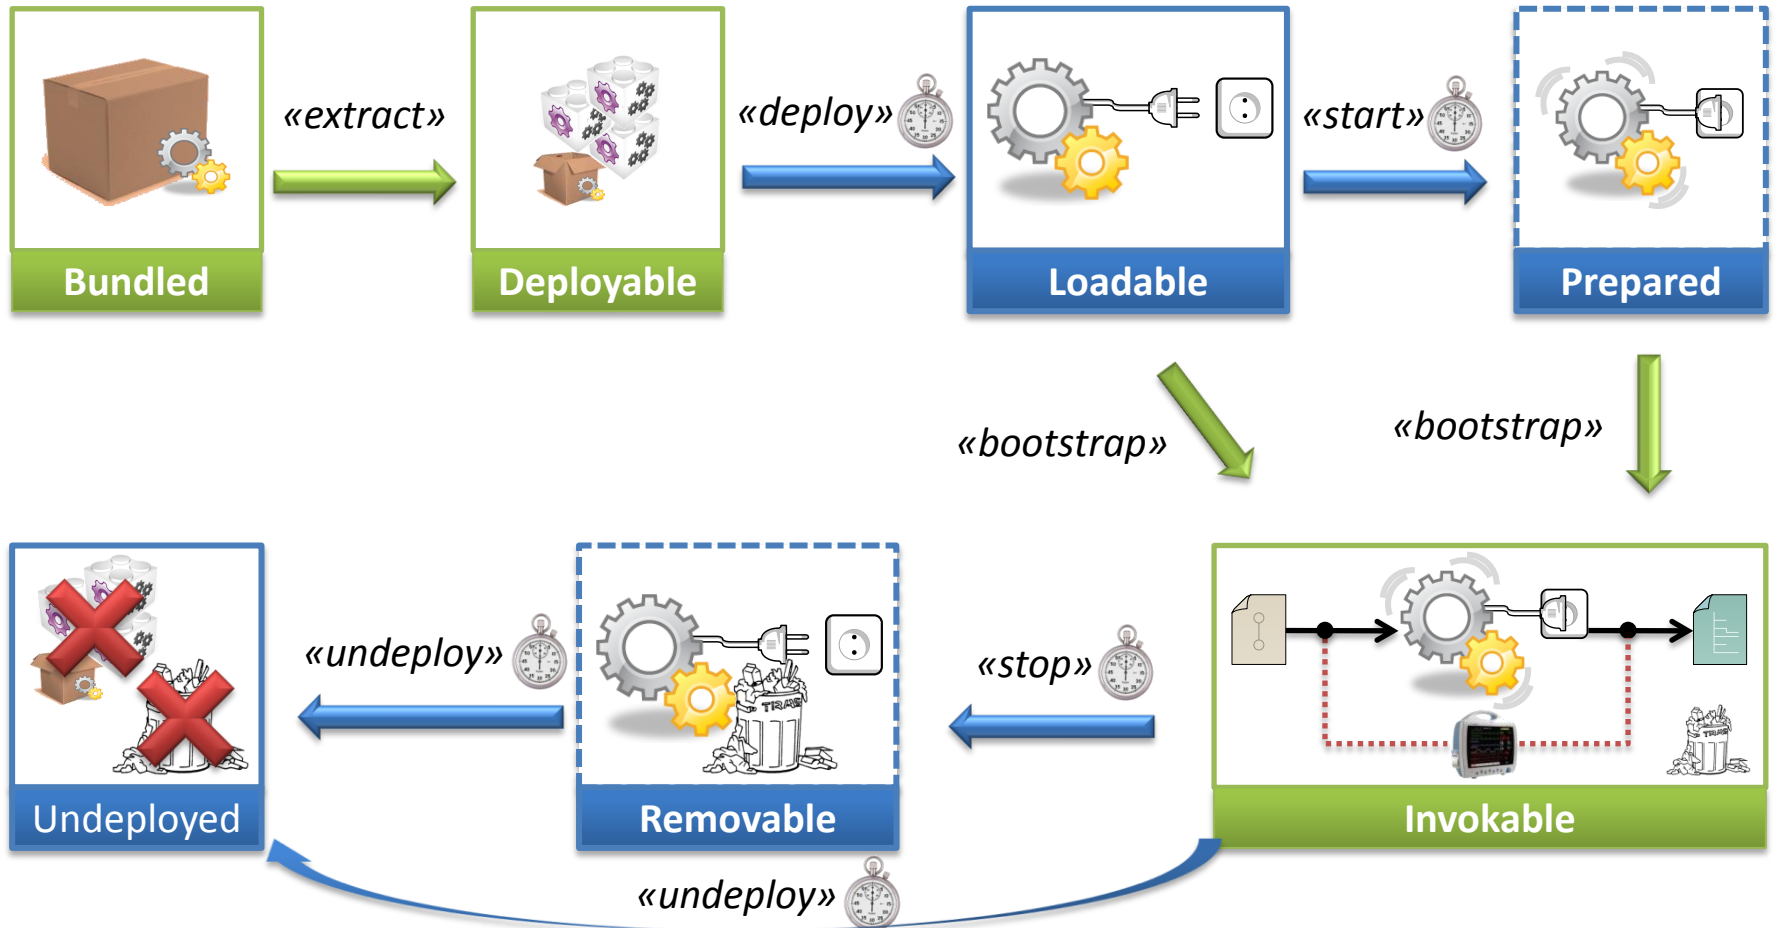 «extract»
«deploy»
«start»
Bundled
Deployable
Loadable
Prepared
«bootstrap»
«bootstrap»
«undeploy»
«stop»
Undeployed
Removable
Invokable
«undeploy»